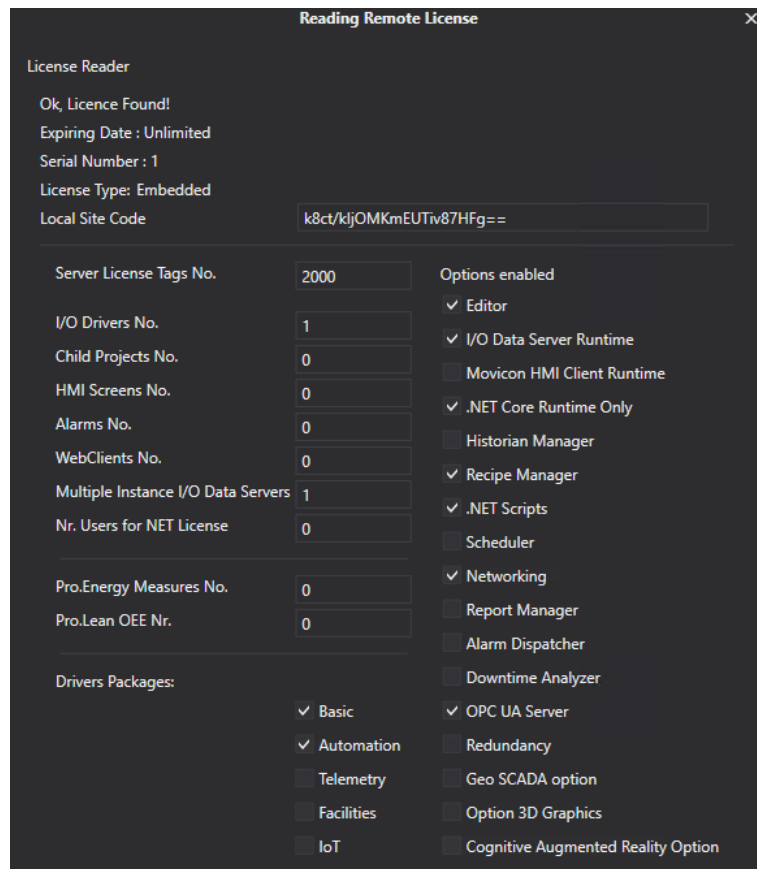 Reading Remote License
License Reader
Ok, Licence Found!
Expiring Date : Unlimited
Serial Number : 1
License Type: Embedded
Local Site Code k8ct/kljOMKmEUTiv87HFg==
Server License Tags No. 2000
I/O Drivers No. 1
Child Projects No. 0
HMI Screens No. 0
Alarms No. 0
WebClients No. 0
Multiple Instance I/O Data Servers 1
Nr. Users for NET License 0
Pro.Energy Measures No. 0
Pro.Lean OEE Nr. 0
Drivers Packages:
Basic
Automation
Telemetry
Facilities
IoT
Options enabled
Editor
I/O Data Server Runtime
Movicon HMI Client Runtime
.NET Core Runtime Only
Historian Manager
Recipe Manager
.NET Scripts
Scheduler
Networking
Report Manager
Alarm Dispatcher
Downtime Analyzer
OPC UA Server
Redundancy
Geo SCADA option
Option 3D Graphics
Cognitive Augmented Reality Option